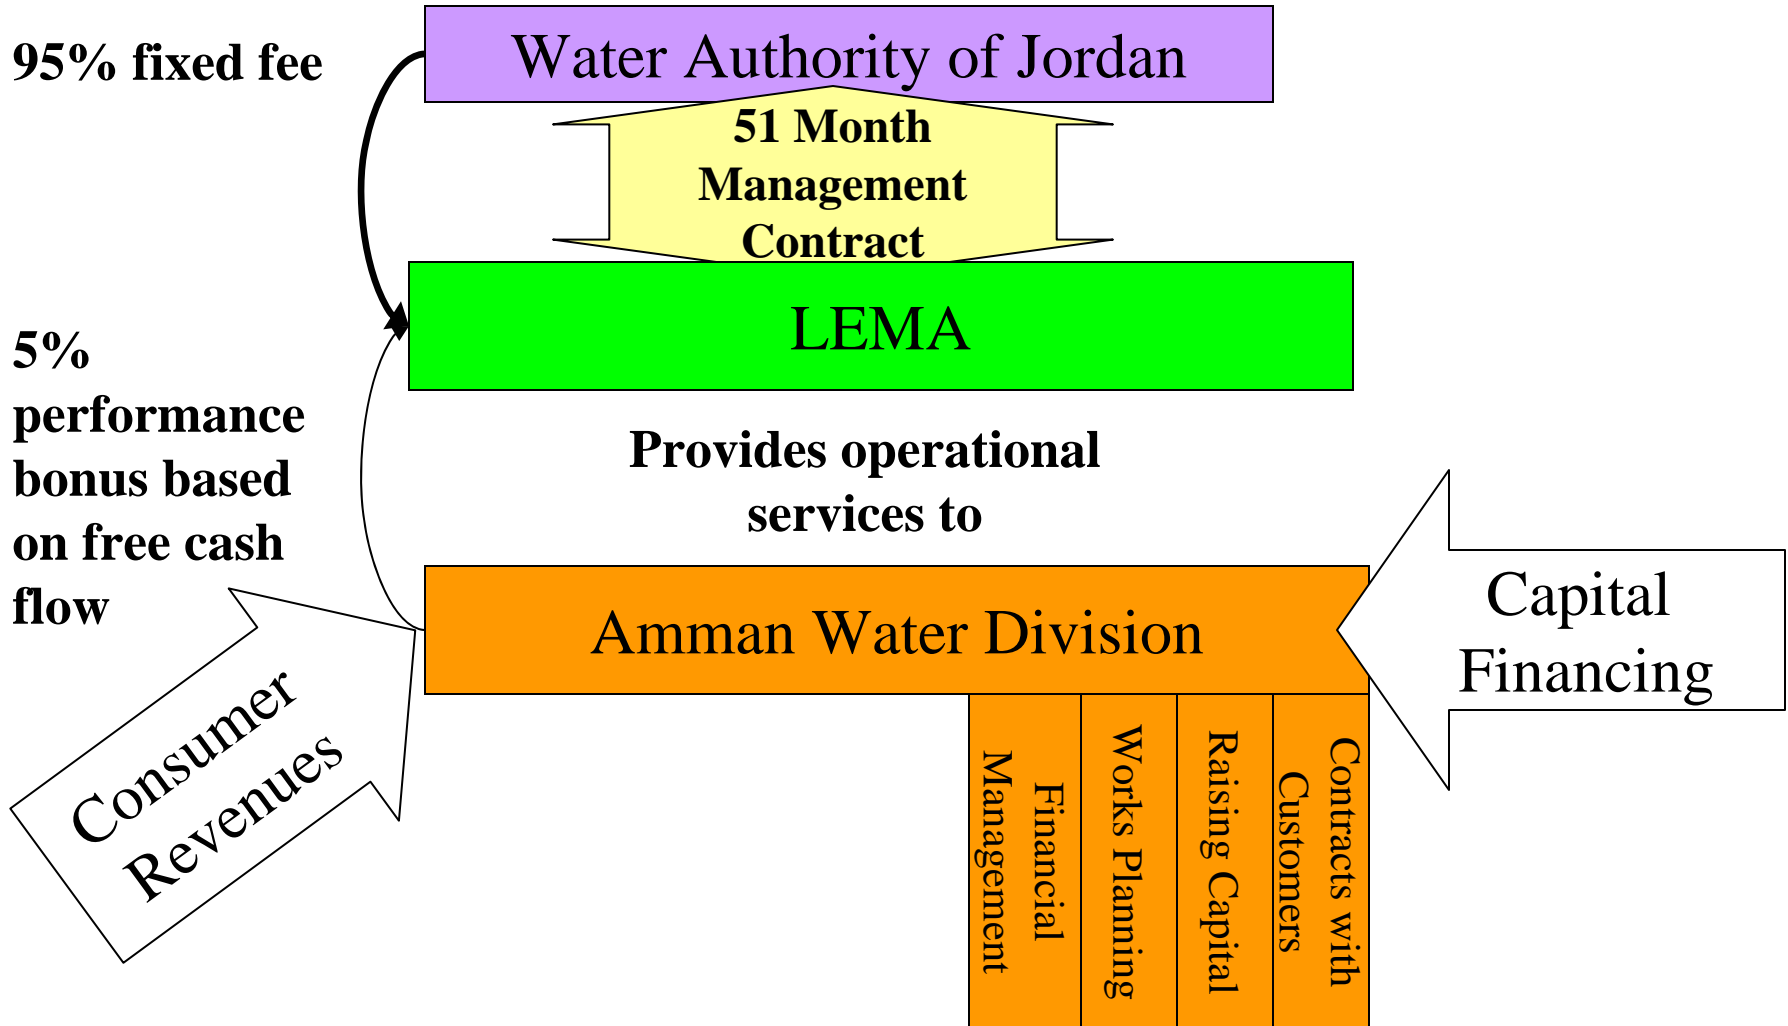 95% fixed fee
Water Authority of Jordan
51 Month
Management
Contract
LEMA
5%
performance
bonus based
on free cash
flow
Provides operational
services to
Amman Water Division
Capital
Financing
Consumer
Revenues
Financial
Management
Works Planning
Raising Capital
Contracts with
Customers